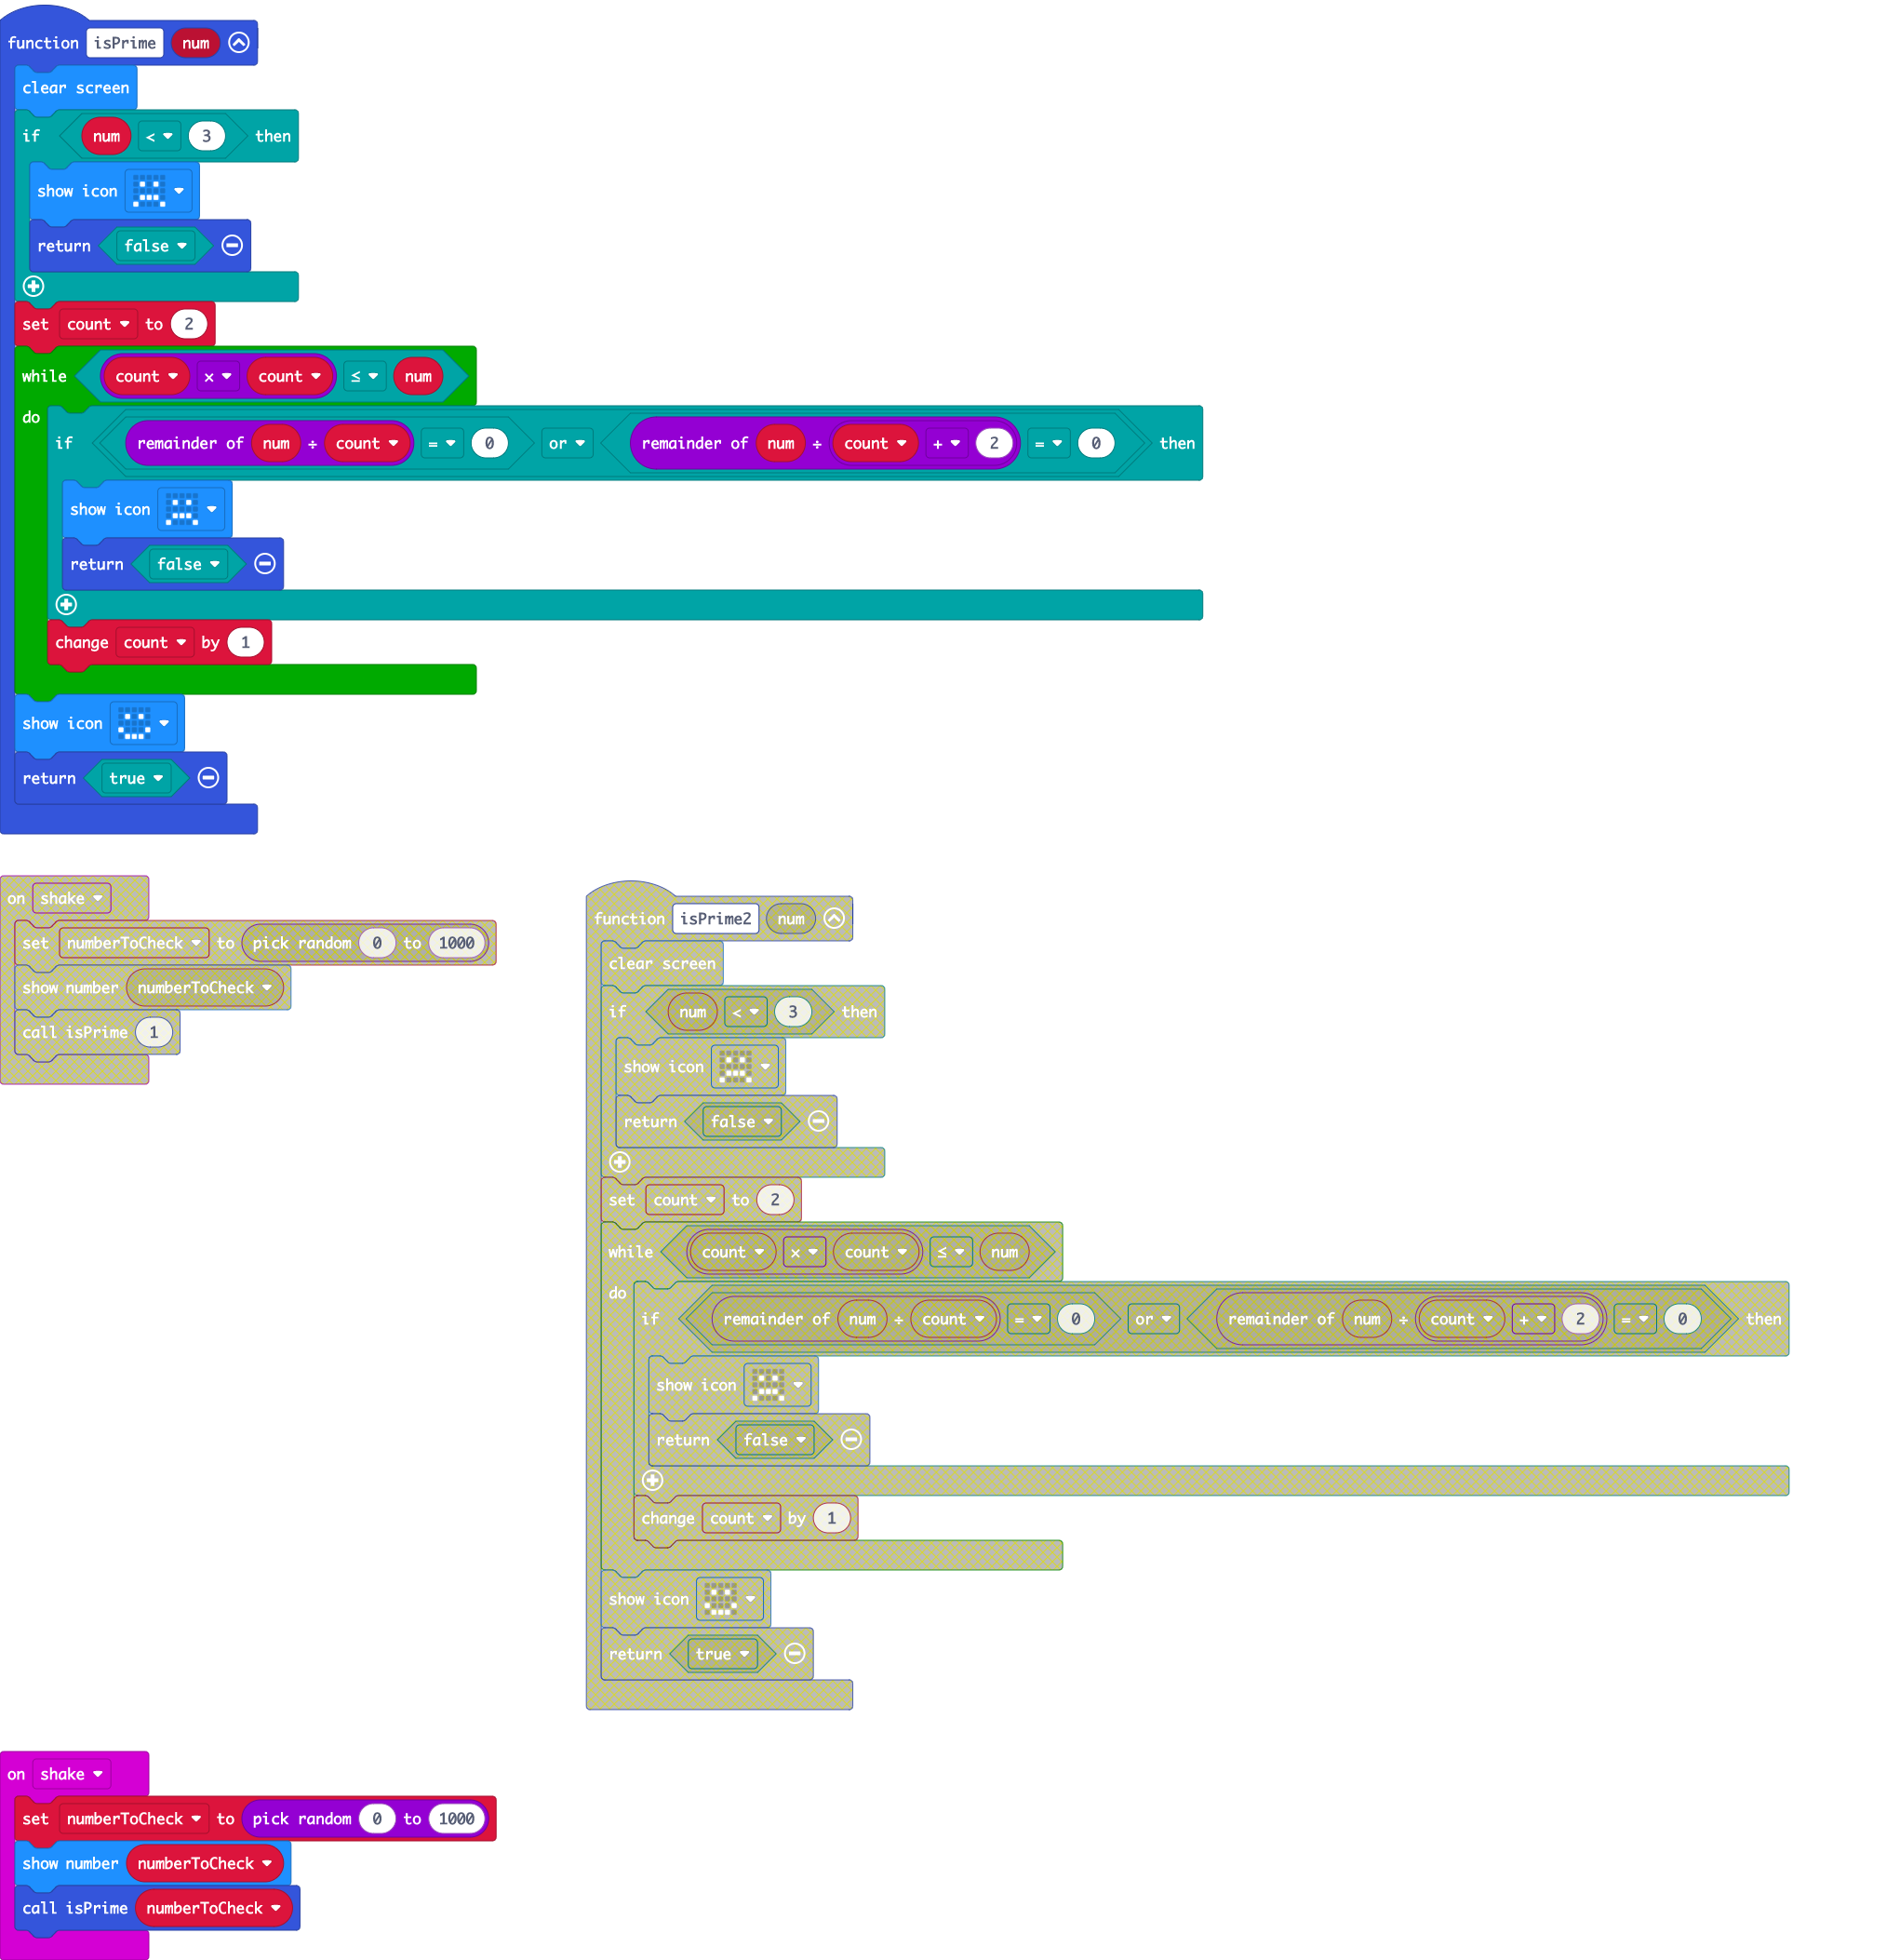 function isPrime num
clear screen
if num < 3 then
show icon
return false
set count to 2
while count × count ≤ num
do
if remainder of num ÷ count = 0 or remainder of num ÷ count + 2 = 0 then
show icon
return false
change count by 1
show icon
return true
on shake
set numberToCheck to pick random 0 to 1000
show number numberToCheck
call isPrime 1
function isPrime2 num
clear screen
if num < 3 then
show icon
return false
set count to 2
while count × count ≤ num
do
if remainder of num ÷ count = 0 or remainder of num ÷ count + 2 = 0 then
show icon
return false
change count by 1
show icon
return true
on shake
set numberToCheck to pick random 0 to 1000
show number numberToCheck
call isPrime numberToCheck